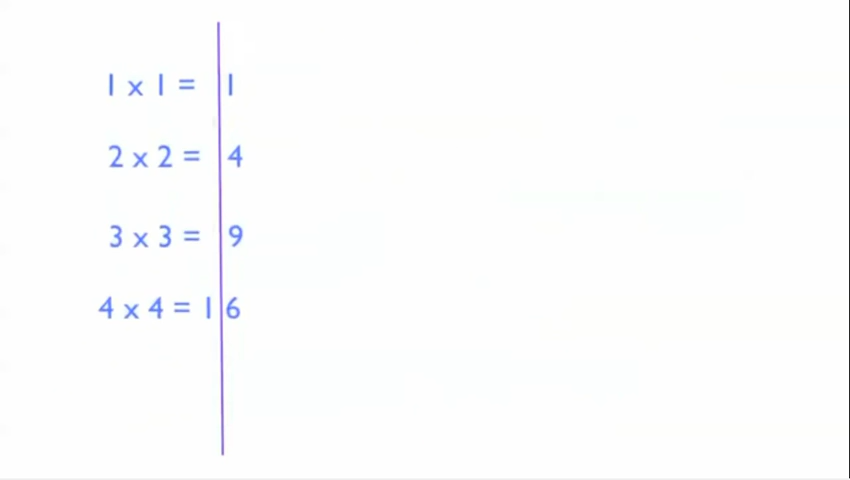 1 x 1 = 1
2 x 2 = 4
3 x 3 = 9
4 x 4 = 16